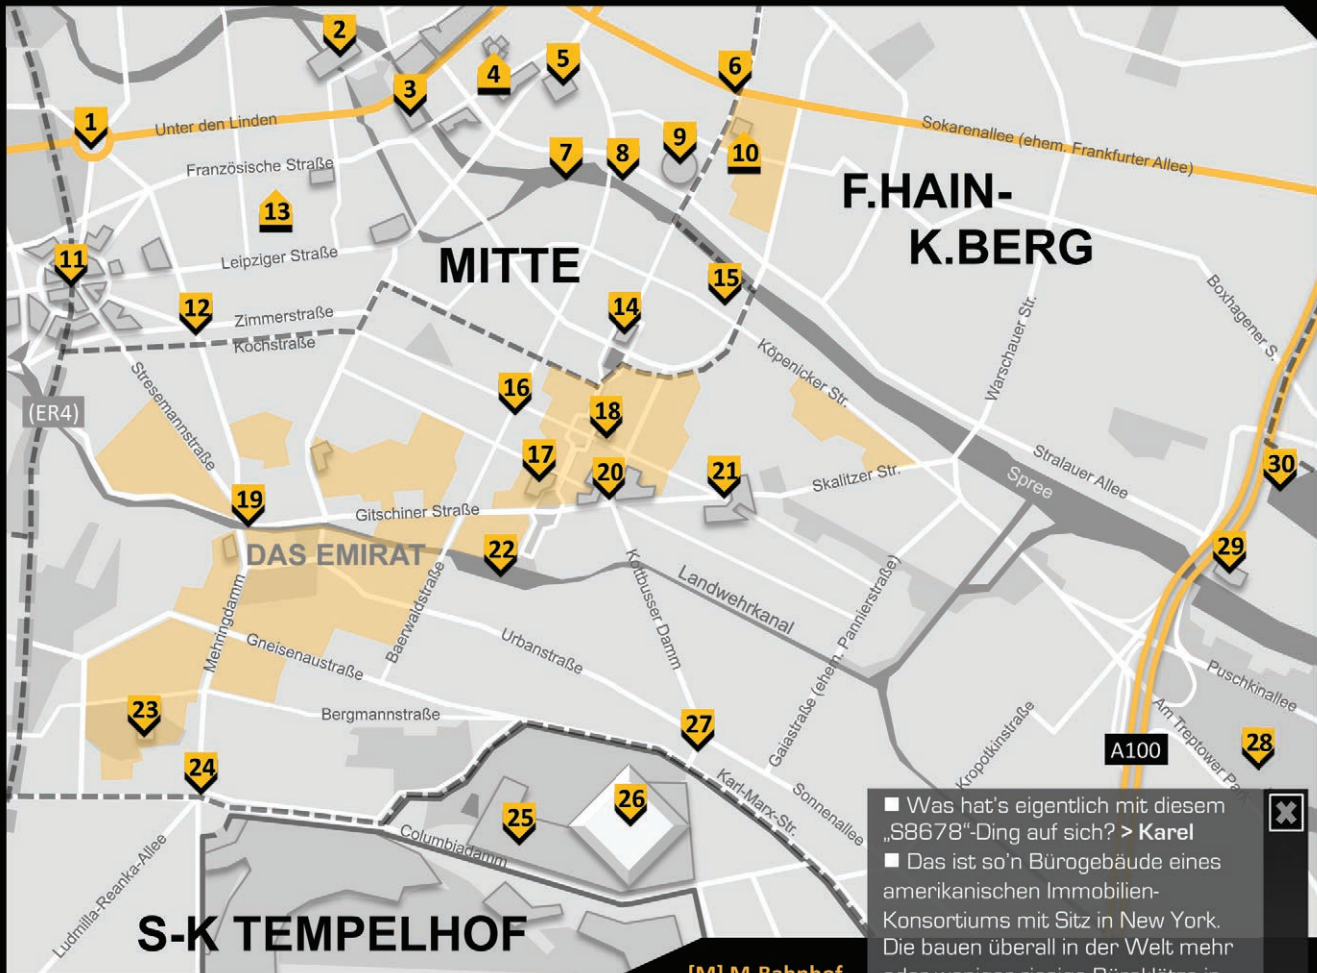 2
5
6
4
3
1
Unter den Linden
Sokarenallee (ehem. Frankfurter Allee)
7
8
9
10
Französische Straße
F.HAIN-
K.BERG
13
Leipziger Straße
11
MITTE
12
Zimmerstraße
Kochstraße
14
15
Boxhagener S.
Warschauer Str.
Köpenicker Str.
Stresemannstraße
(ER4)
16
18
17
20
21
Skalitzer Str.
Stralauer Allee
Spree
30
19
Gitschiner Straße
DAS EMIRAT
22
29
Mehringdamm
Baerwaldstraße
Kottbusser Damm
Landwehrkanal
Gaiastraße (ehem. Pannierstraße)
Gneisenaustraße
Urbanstraße
Puschkinallee
Am Treptower Park
23
Bergmannstraße
27
Kropotkinstraße
A100
28
24
25
26
Karl-Marx-Str.
Sonnenallee
Columbiadamm
Ludmilla-Reanka-Allee
S-K TEMPELHOF
[M] M-Bahnhof
■ Was hat's eigentlich mit diesem
„S8678“-Ding auf sich? > Karel
■ Das ist so'n Bürogebäude eines
amerikanischen Immobilien-
Konsortiums mit Sitz in New York.
Die bauen überall in der Welt mehr